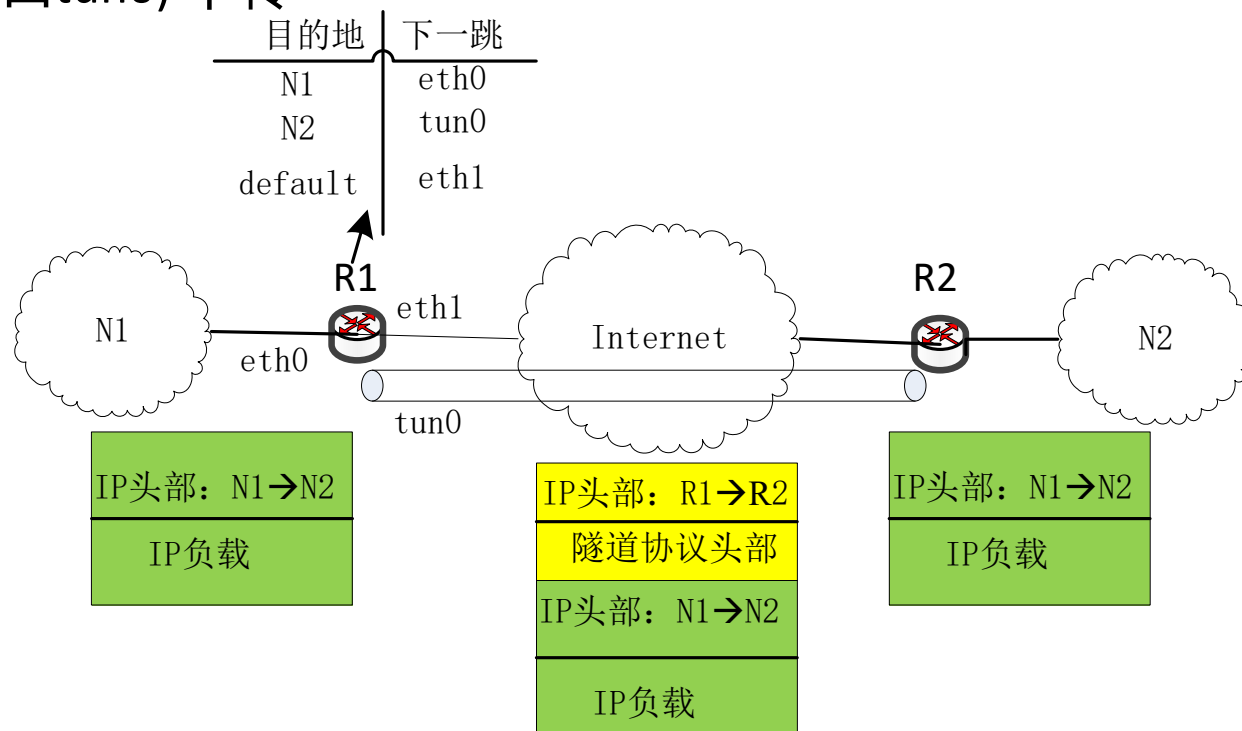 目的地 下一跳
N1 eth0
N2 tun0
default eth1
R1
R2
N1
eth1
Internet
N2
eth0
tun0
IP头部：N1→N2
IP负载
IP头部：R1→R2
隧道协议头部
IP头部：N1→N2
IP负载
IP头部：N1→N2
IP负载